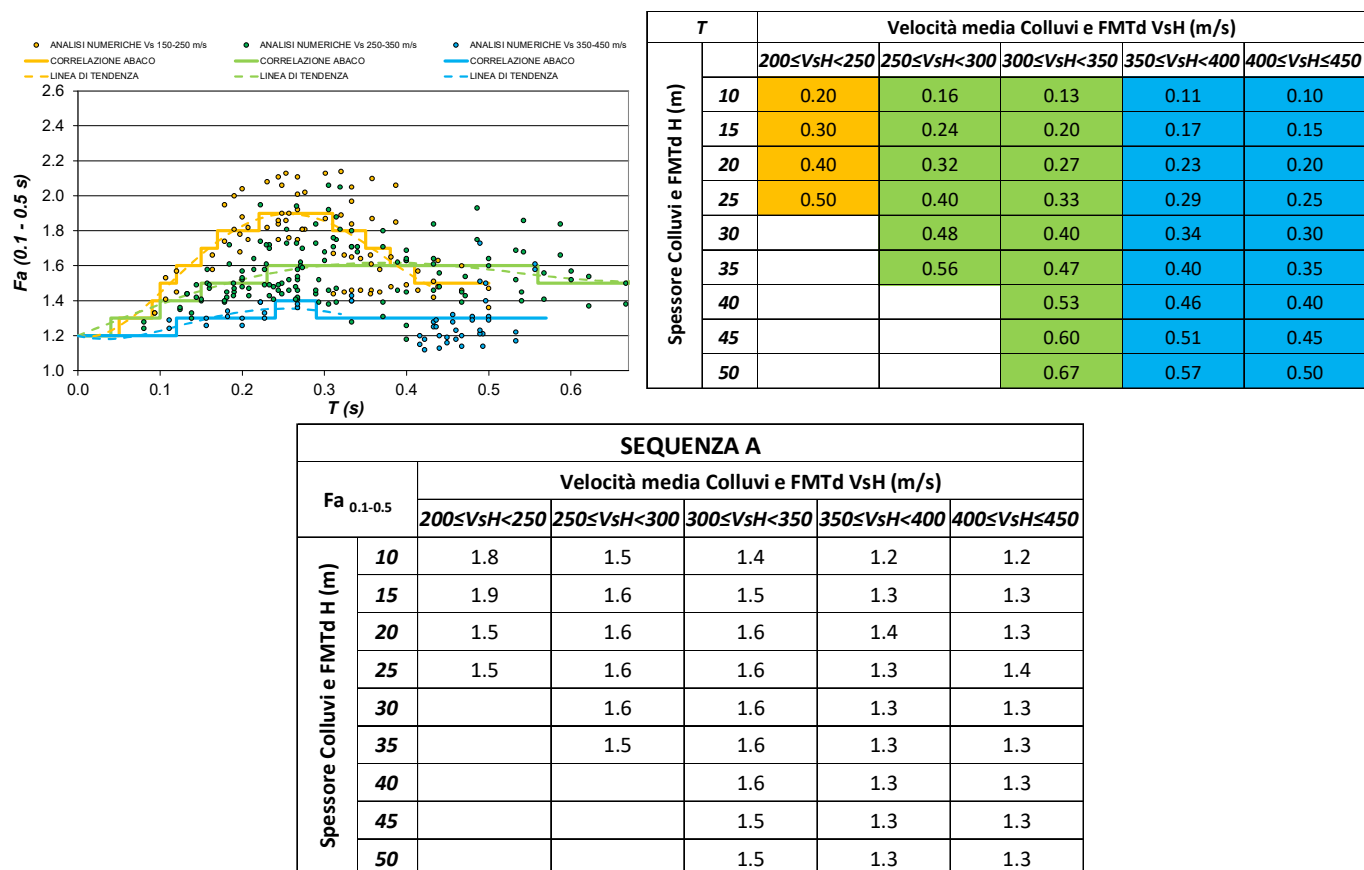 ANALISI NUMERICHE Vs 150-250 m/s ANALISI NUMERICHE Vs 250-350 m/s ANALISI NUMERICHE Vs 350-450 m/s
CORRELAZIONE ABACO CORRELAZIONE ABACO CORRELAZIONE ABACO
LINEA DI TENDENZA LINEA DI TENDENZA LINEA DI TENDENZA
Fa (0.1 - 0.5 s)
2.6
2.4
2.2
2.0
1.8
1.6
1.4
1.2
1.0
0.0 0.1 0.2 0.3 0.4 0.5 0.6
T (s)
T Velocità media Colluvi e FMTd VsH (m/s)
200≤VsH<250 250≤VsH<300 300≤VsH<350 350≤VsH<400 400≤VsH≤450
Spessore Colluvi e FMTd H (m)
10 0.20 0.16 0.13 0.11 0.10
15 0.30 0.24 0.20 0.17 0.15
20 0.40 0.32 0.27 0.23 0.20
25 0.50 0.40 0.33 0.29 0.25
30 0.48 0.40 0.34 0.30
35 0.56 0.47 0.40 0.35
40 0.53 0.46 0.40
45 0.60 0.51 0.45
50 0.67 0.57 0.50
SEQUENZA A
Fa 0.1-0.5 Velocità media Colluvi e FMTd VsH (m/s)
200≤VsH<250 250≤VsH<300 300≤VsH<350 350≤VsH<400 400≤VsH≤450
Spessore Colluvi e FMTd H (m)
10 1.8 1.5 1.4 1.2 1.2
15 1.9 1.6 1.5 1.3 1.3
20 1.5 1.6 1.6 1.4 1.3
25 1.5 1.6 1.6 1.3 1.4
30 1.6 1.6 1.3 1.3
35 1.5 1.6 1.3 1.3
40 1.6 1.3 1.3
45 1.5 1.3 1.3
50 1.5 1.3 1.3